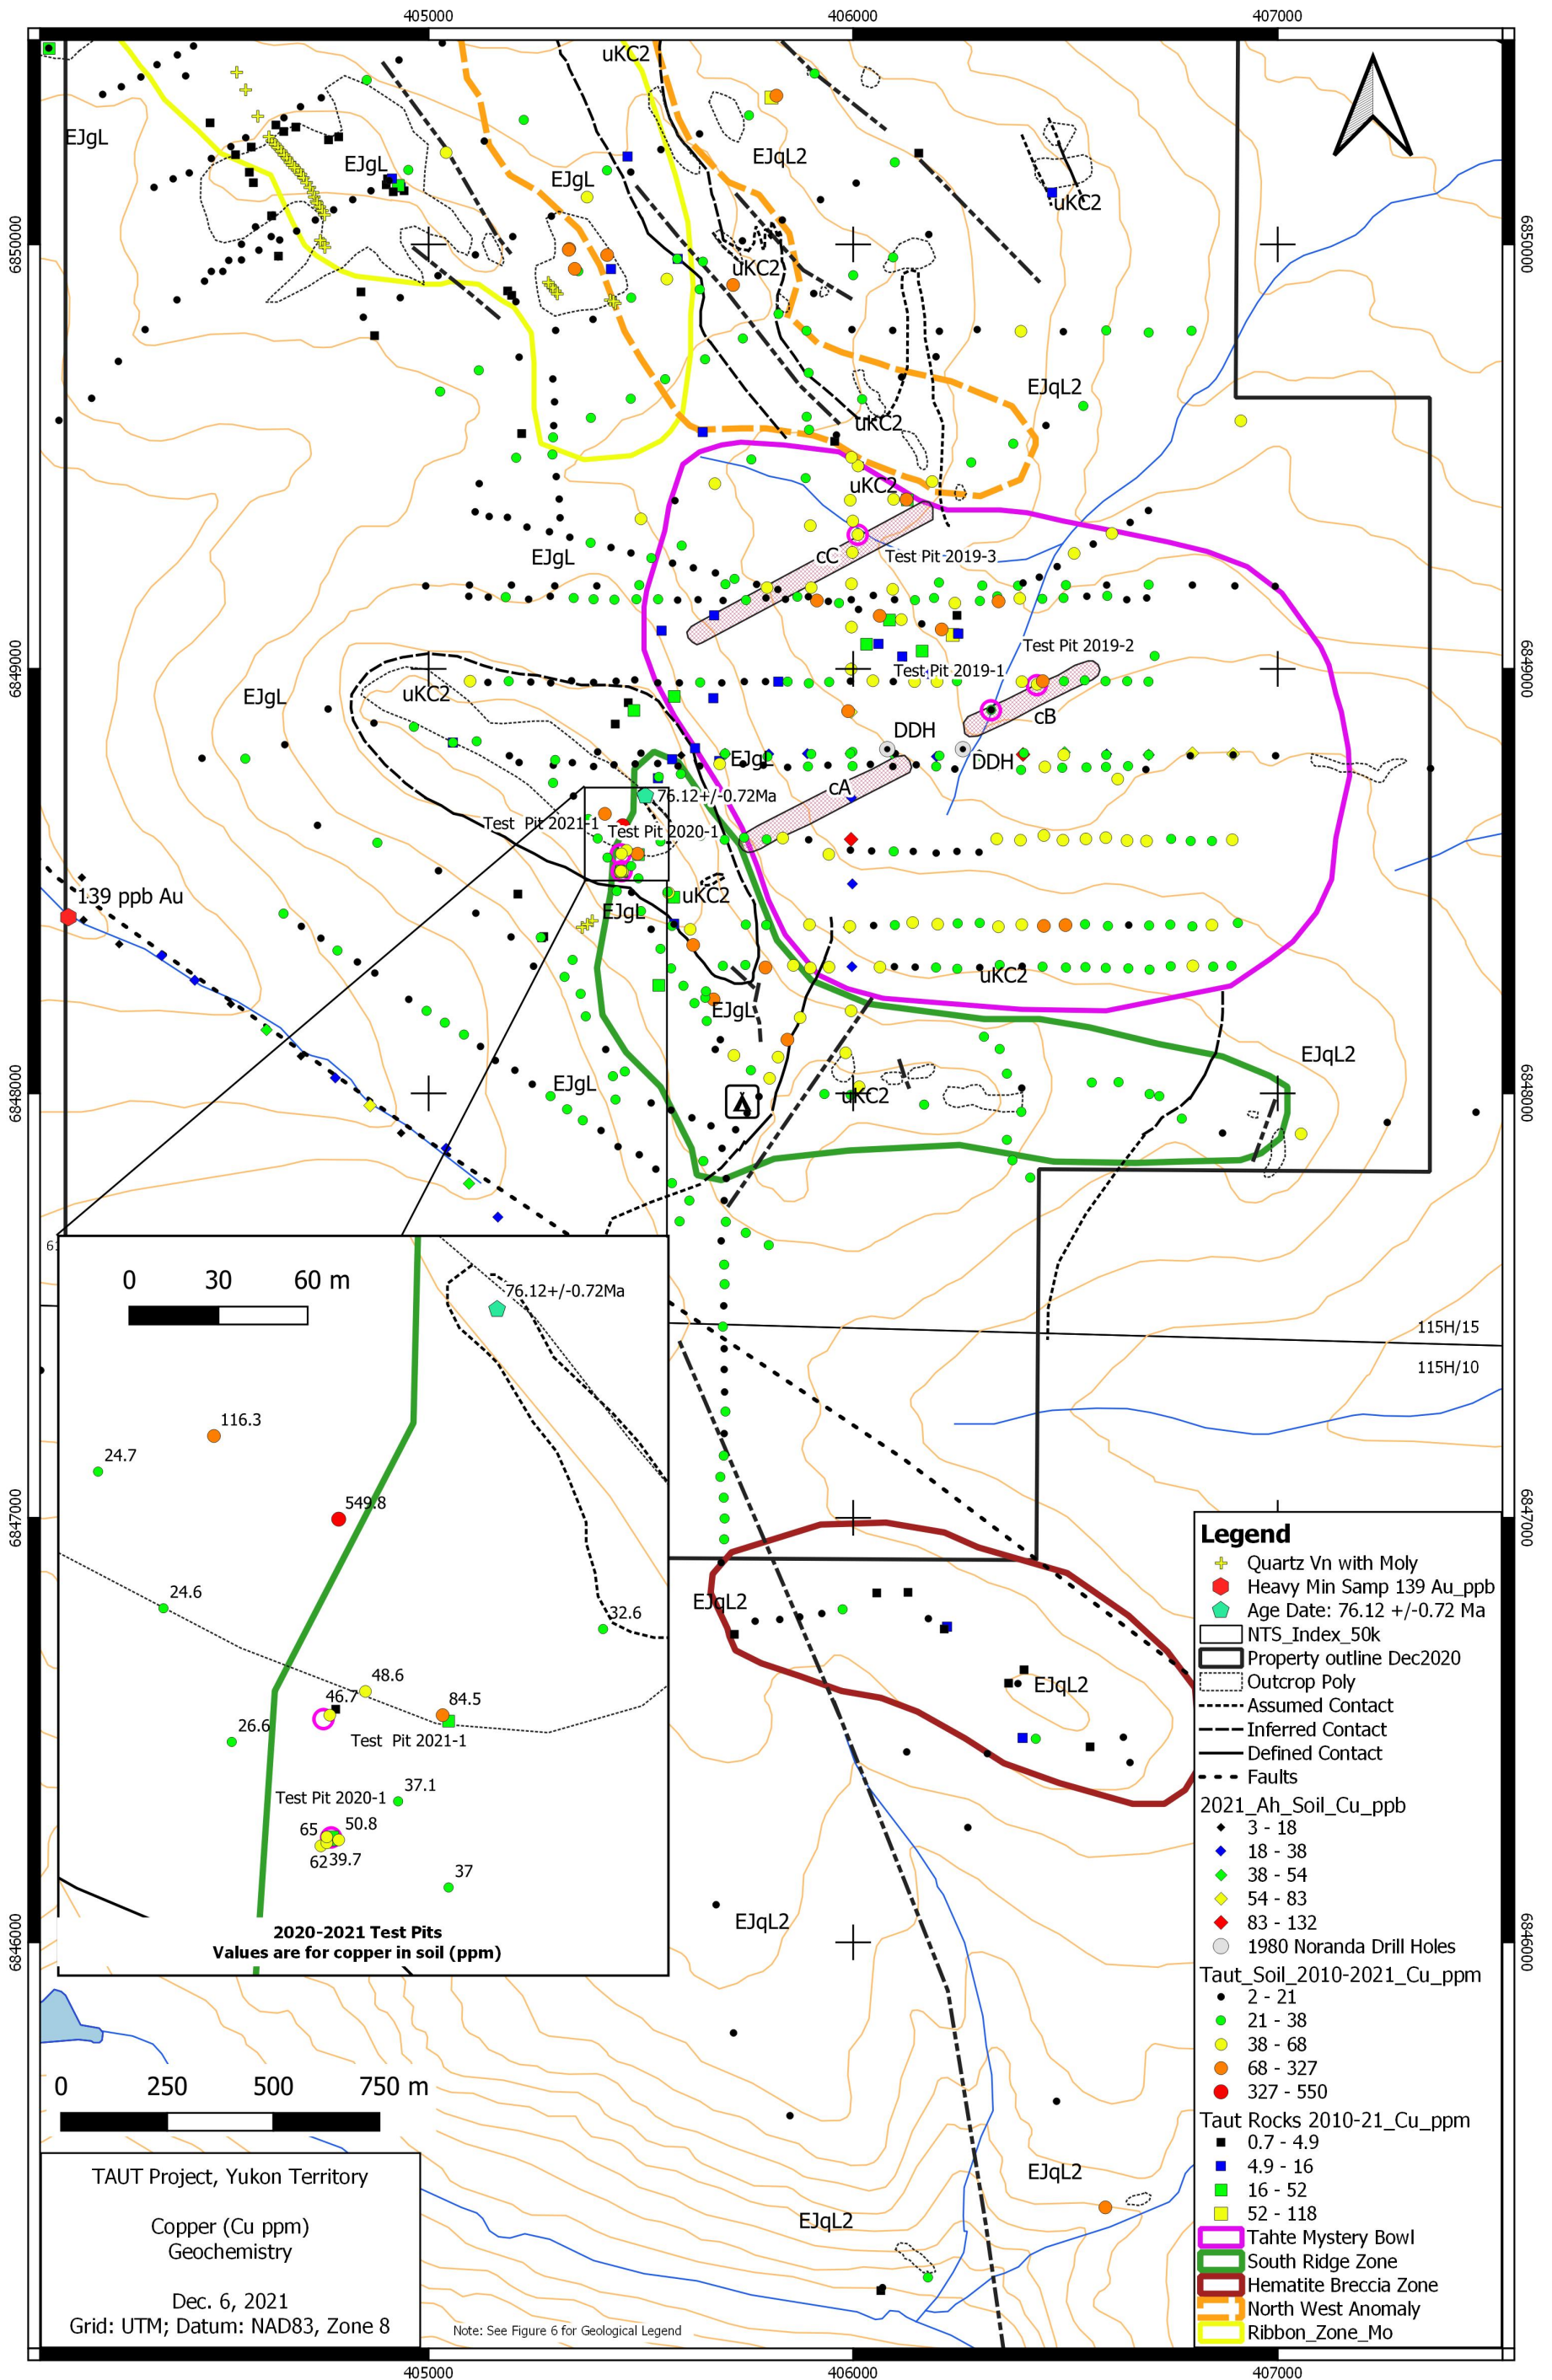 405000
406000
407000
uKC2
EJgL
EJgL
EJgL
EJqL2
uKC2
6850000
6850000
uKC2
EJqL2
uKC2
uKC2
EJgL
cC
Test Pit 2019-3
Test Pit 2019-2
6849000
6849000
Test Pit 2019-1
EJgL
uKC2
cB
DDH
DDH
EJgL
cA
76.12+/-0.72Ma
Test Pit 2021-1
Test Pit 2020-1
139 ppb Au
uKC2
EJgL
uKC2
EJgL
EJqL2
EJgL
uKC2
6848000
6848000
61
0 30 60 m
76.12+/-0.72Ma
115H/15
115H/10
116.3
24.7
549.8
24.6
32.6
48.6
46.7
84.5
26.6
Test Pit 2021-1
37.1
Test Pit 2020-1
65
50.8
62
39.7
37
2020-2021 Test Pits
Values are for copper in soil (ppm)
6847000
6847000
EJqL2
EJqL2
EJqL2
6846000
6846000
EJqL2
EJqL2
Legend
Quartz Vn with Moly
Heavy Min Samp 139 Au_ppb
Age Date: 76.12 +/-0.72 Ma
NTS_Index_50k
Property outline Dec2020
Outcrop Poly
Assumed Contact
Inferred Contact
Defined Contact
Faults
2021_Ah_Soil_Cu_ppb
3 - 18
18 - 38
38 - 54
54 - 83
83 - 132
1980 Noranda Drill Holes
Taut_Soil_2010-2021_Cu_ppm
2 - 21
21 - 38
38 - 68
68 - 327
327 - 550
Taut Rocks 2010-21_Cu_ppm
0.7 - 4.9
4.9 - 16
16 - 52
52 - 118
Tahte Mystery Bowl
South Ridge Zone
Hematite Breccia Zone
North West Anomaly
Ribbon_Zone_Mo
0 250 500 750 m
TAUT Project, Yukon Territory
Copper (Cu ppm)
Geochemistry
Dec. 6, 2021
Grid: UTM; Datum: NAD83, Zone 8
Note: See Figure 6 for Geological Legend
405000
406000
407000